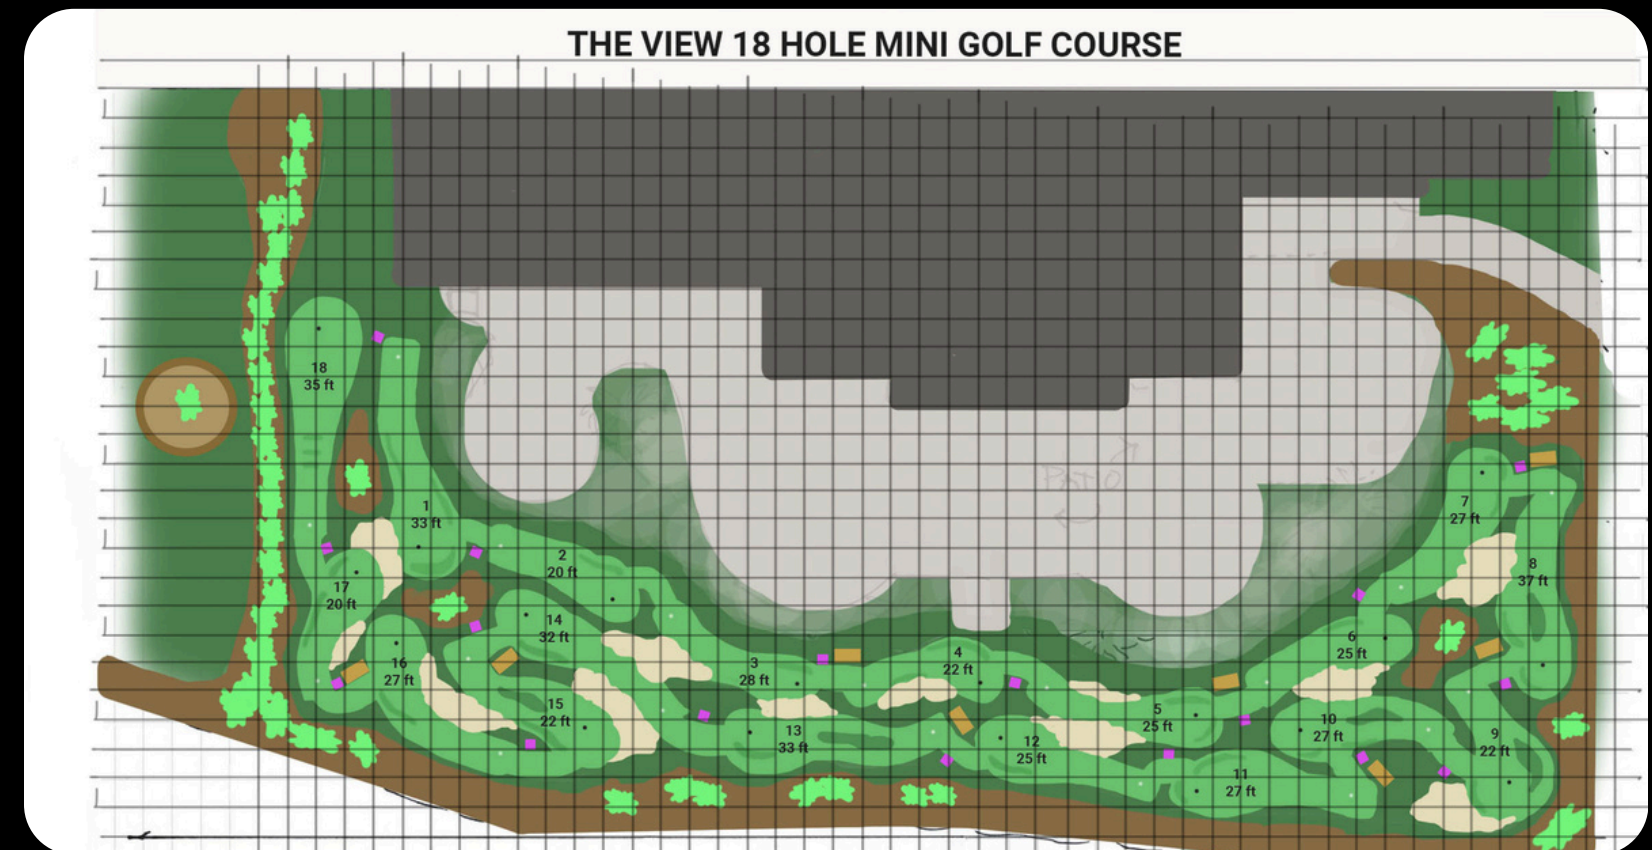 THE VIEW 18 HOLE MINI GOLF COURSE
18
35 ft
1
33 ft
2
20 ft
17
20 ft
14
32 ft
16
27 ft
15
22 ft
3
28 ft
13
33 ft
4
22 ft
12
25 ft
5
25 ft
11
27 ft
6
25 ft
10
27 ft
7
27 ft
8
37 ft
9
22 ft
PATIO